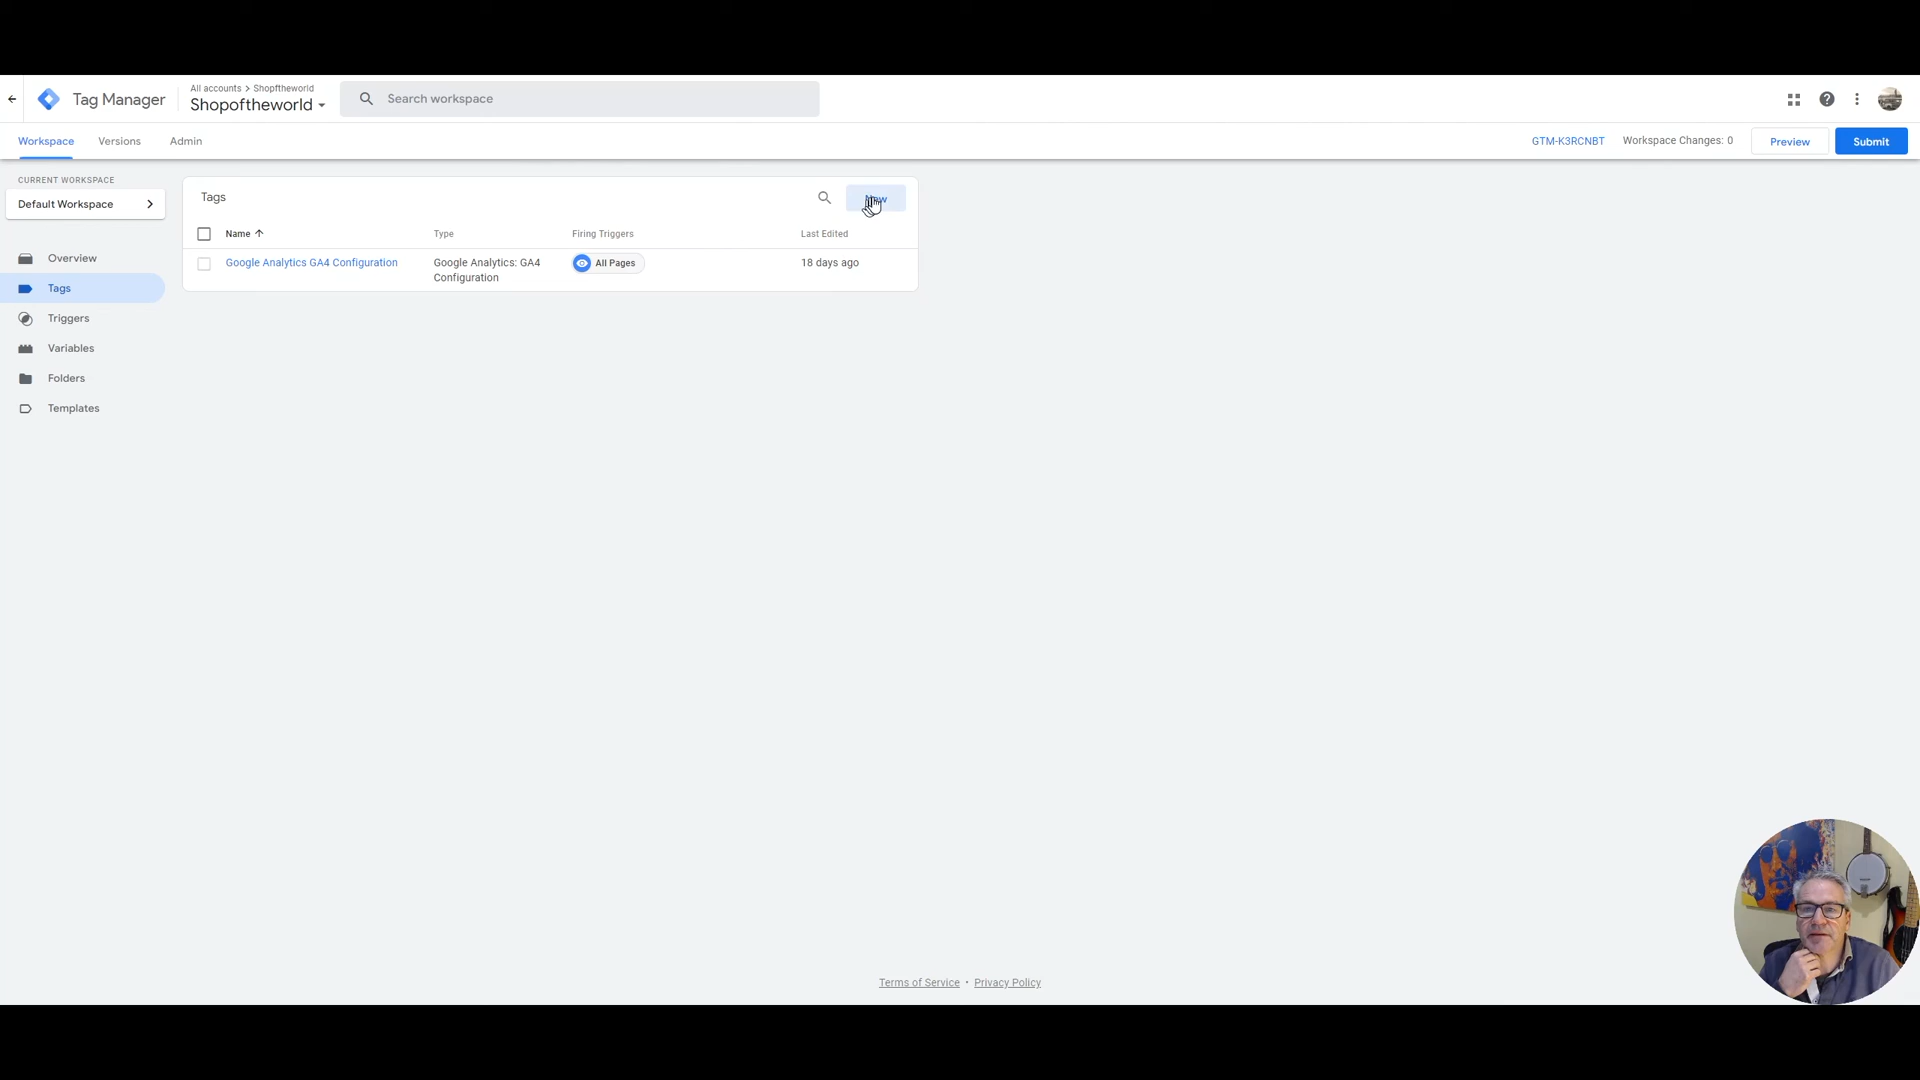 All accounts > Shopoftheworld
Tag Manager
Shopoftheworld
Search workspace
Workspace
Versions
Admin
GTM-K3RCNBT
Workspace Changes: 0
Preview
Submit
CURRENT WORKSPACE
Default Workspace
Overview
Tags
Triggers
Variables
Folders
Templates
Tags
Name
Type
Firing Triggers
Last Edited
Google Analytics GA4 Configuration
Google Analytics: GA4
Configuration
All Pages
18 days ago
Terms of Service • Privacy Policy